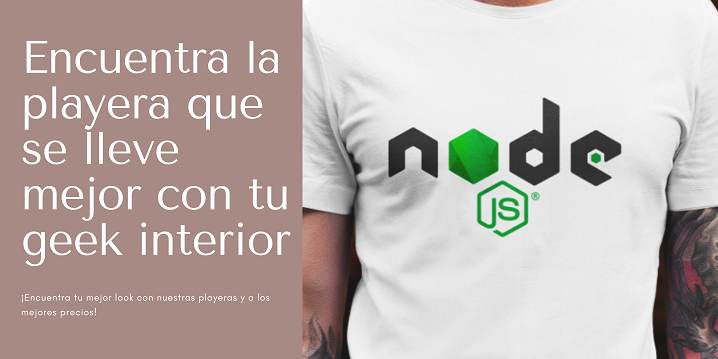 Encuentra la
playera que
se lleve
mejor con tu
geek interior
¡Encuentra tu mejor look con nuestras playeras y a los
mejores precios!
node
JS®